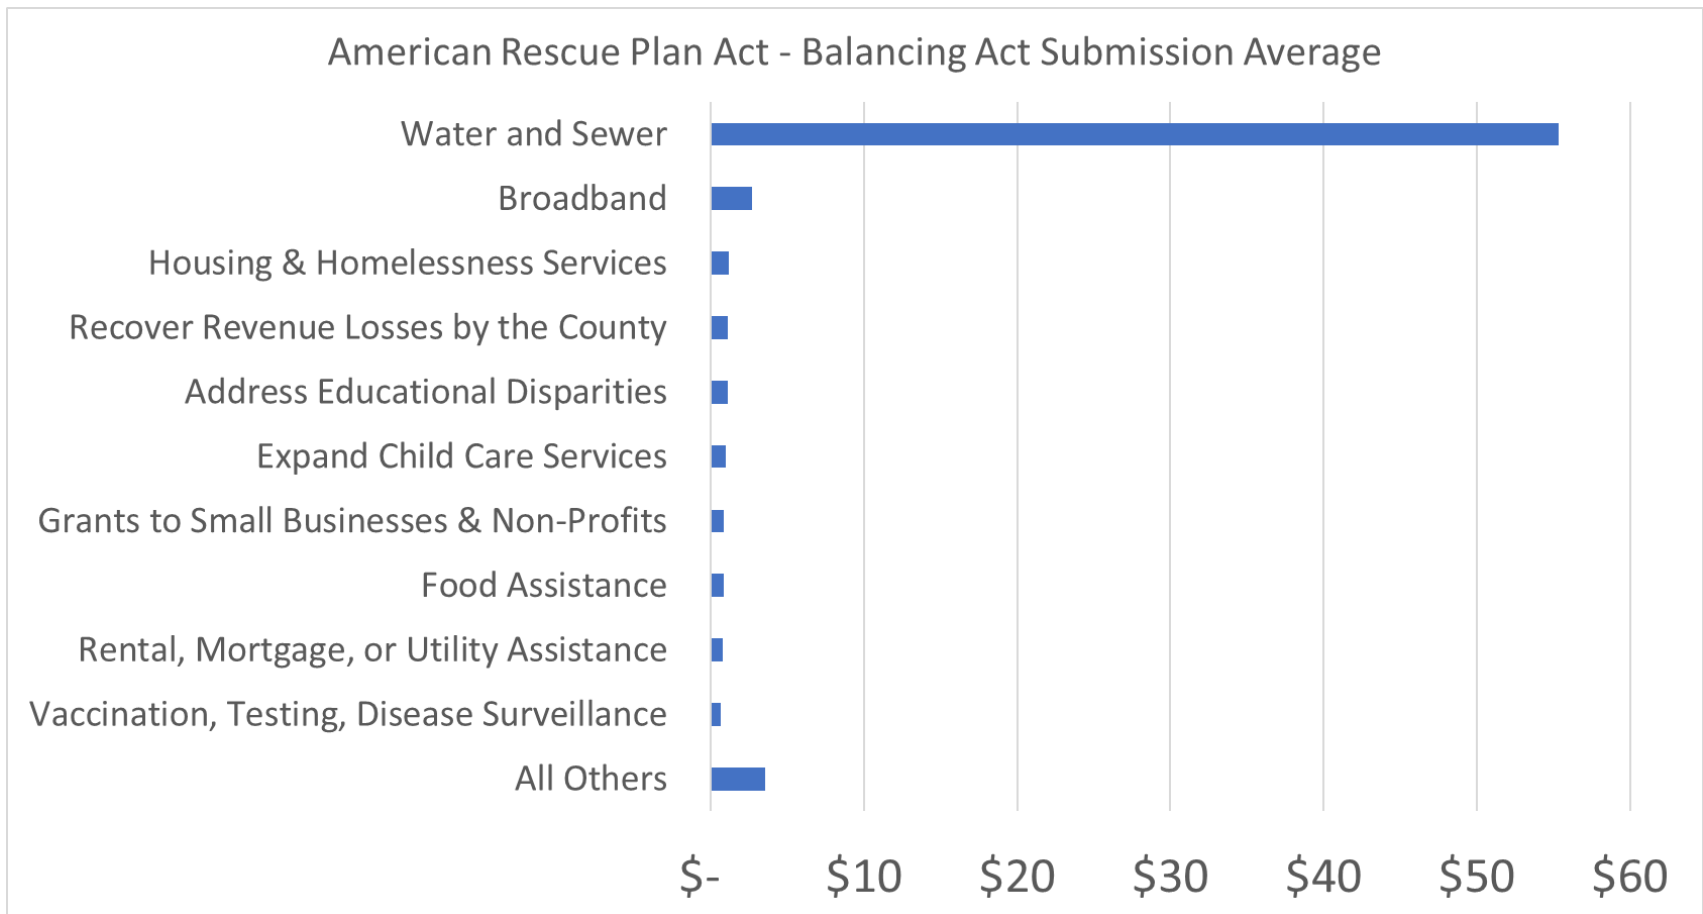 American Rescue Plan Act - Balancing Act Submission Average
Water and Sewer
Broadband
Housing & Homelessness Services
Recover Revenue Losses by the County
Address Educational Disparities
Expand Child Care Services
Grants to Small Businesses & Non-Profits
Food Assistance
Rental, Mortgage, or Utility Assistance
Vaccination, Testing, Disease Surveillance
All Others
$- $10 $20 $30 $40 $50 $60